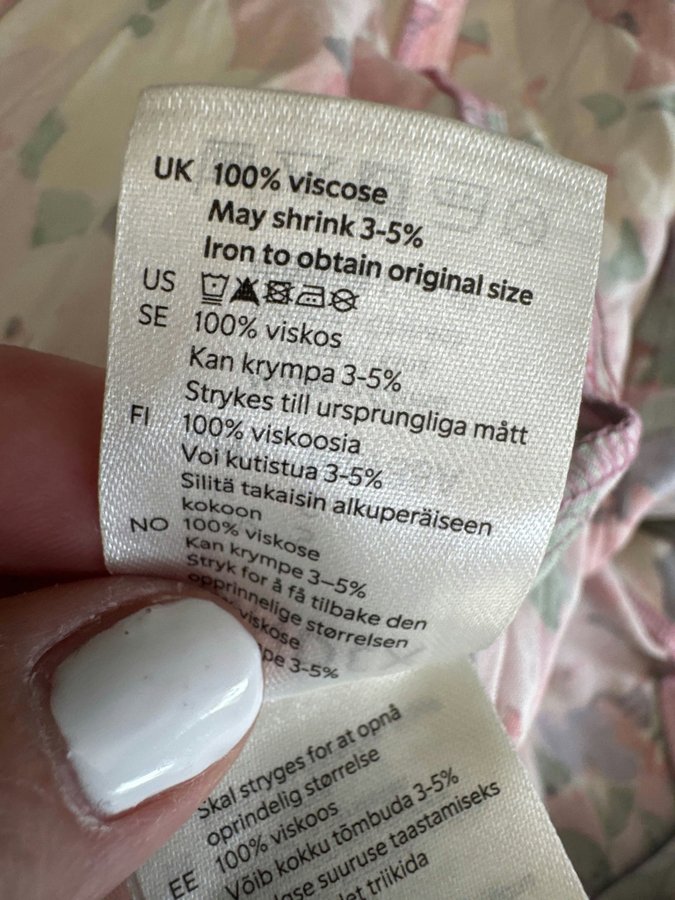 UK 100% viscose
May shrink 3-5%
Iron to obtain original size
US
SE 100% viskos
Kan krympa 3-5%
Strykes till ursprungliga mått
FI 100% viskoosia
Voi kutistua 3-5%
Silitä takaisin alkuperäiseen
kokoon
NO 100% viskose
Kan krympe 3–5%
Stryk for å få tilbake den
opprinnelige størrelsen
viskose
3-5%
Skal stryges for at opnå
oprindelig størrelse
EE 100% viskoos
Võib kokku tõmbuda 3-5%
suuruse taastamiseks
triikida